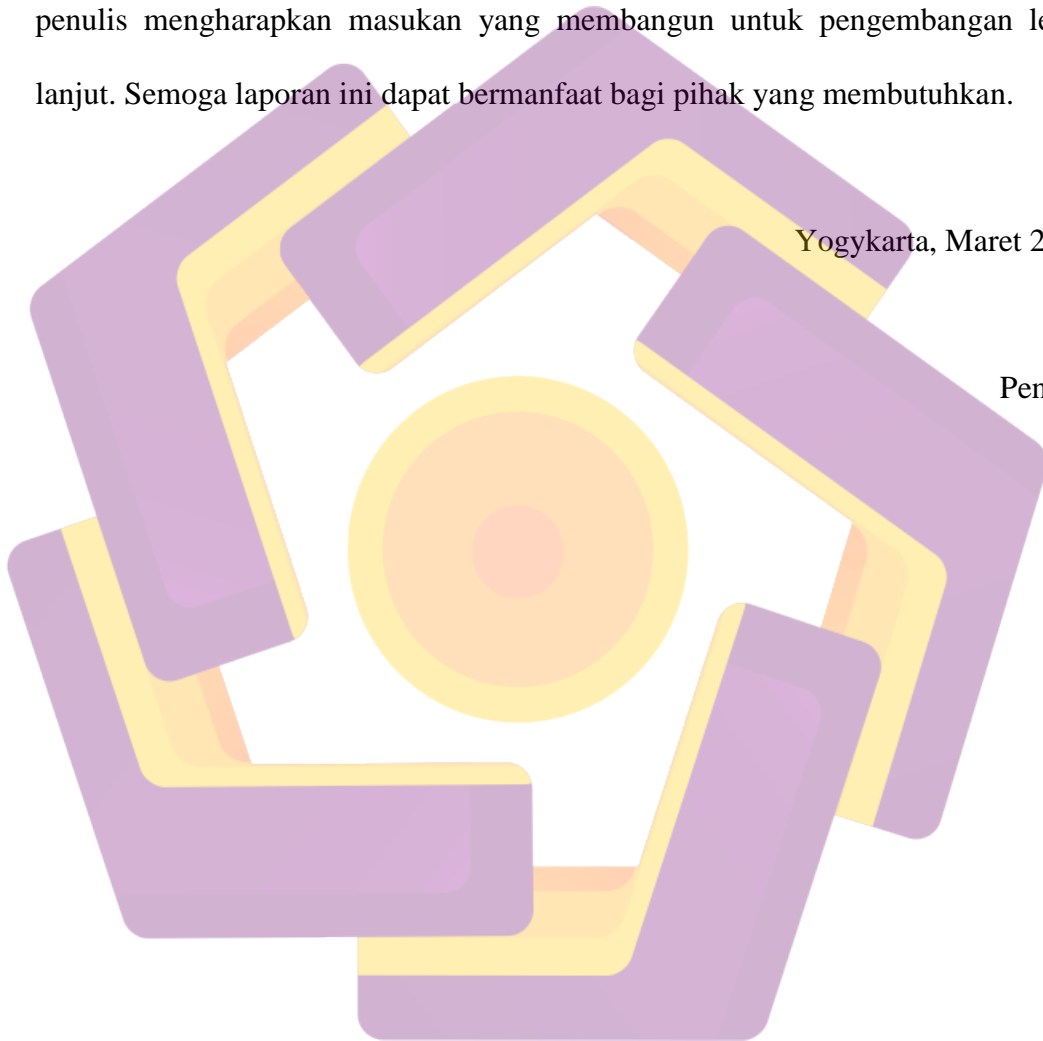 penulis mengharapkan masukan yang membangun untuk pengembangan le
lanjut. Semoga laporan ini dapat bermanfaat bagi pihak yang membutuhkan.
Yogykarta, Maret 2
Pen